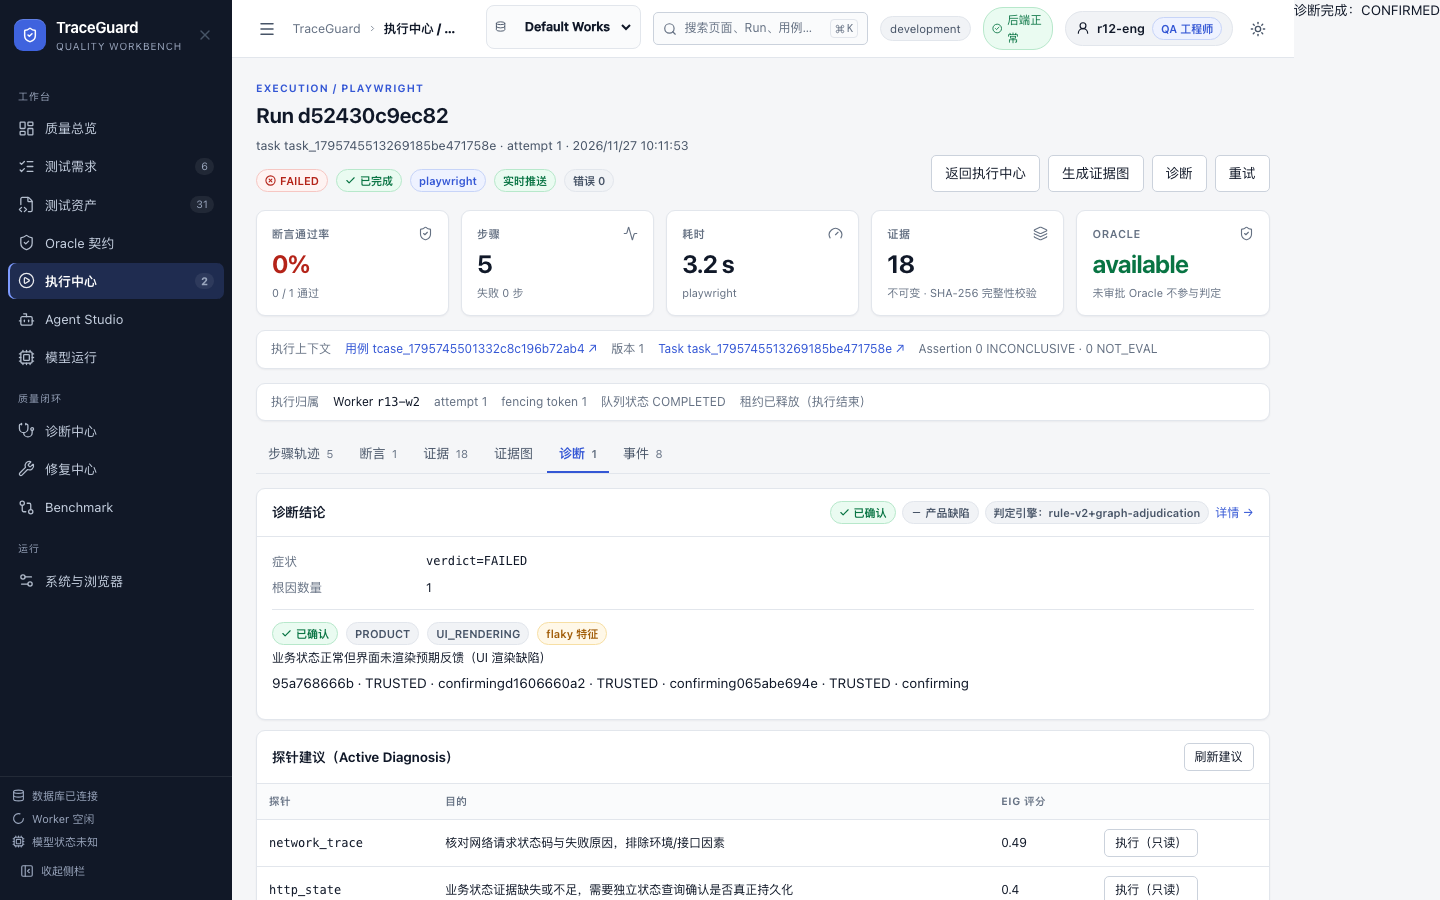 TraceGuard
QUALITY WORKBENCH
工作台
质量总览
测试需求 6
测试资产 31
Oracle 契约
执行中心 2
Agent Studio
模型运行
质量闭环
诊断中心
修复中心
Benchmark
运行
系统与浏览器
数据库已连接
Worker 空闲
模型状态未知
收起侧栏
TraceGuard › 执行中心 / ...
Default Works
搜索页面、Run、用例... ⌘ K
development
后端正常
r12-eng QA 工程师
诊断完成：CONFIRMED
EXECUTION / PLAYWRIGHT
Run d52430c9ec82
task task_1795745513269185be471758e · attempt 1 · 2026/11/27 10:11:53
FAILED 已完成 playwright 实时推送 错误 0
返回执行中心 生成证据图 诊断 重试
断言通过率
0%
0 / 1 通过
步骤
5
失败 0 步
耗时
3.2 s
playwright
证据
18
不可变 · SHA-256 完整性校验
ORACLE
available
未审批 Oracle 不参与判定
执行上下文 用例 tcase_1795745501332c8c196b72ab4 ↗ 版本 1 Task task_1795745513269185be471758e ↗ Assertion 0 INCONCLUSIVE · 0 NOT_EVAL
执行归属 Worker r13-w2 attempt 1 fencing token 1 队列状态 COMPLETED 租约已释放（执行结束）
步骤轨迹 5 断言 1 证据 18 证据图 诊断 1 事件 8
诊断结论 已确认 产品缺陷 判定引擎：rule-v2+graph-adjudication 详情 →
症状 verdict=FAILED
根因数量 1
已确认 PRODUCT UI_RENDERING flaky 特征
业务状态正常但界面未渲染预期反馈（UI 渲染缺陷）
95a768666b · TRUSTED · confirmingd1606660a2 · TRUSTED · confirming065abe694e · TRUSTED · confirming
探针建议（Active Diagnosis） 刷新建议
探针 目的 EIG 评分
network_trace 核对网络请求状态码与失败原因，排除环境/接口因素 0.49 执行（只读）
http_state 业务状态证据缺失或不足，需要独立状态查询确认是否真正持久化 0.4 执行（只读）